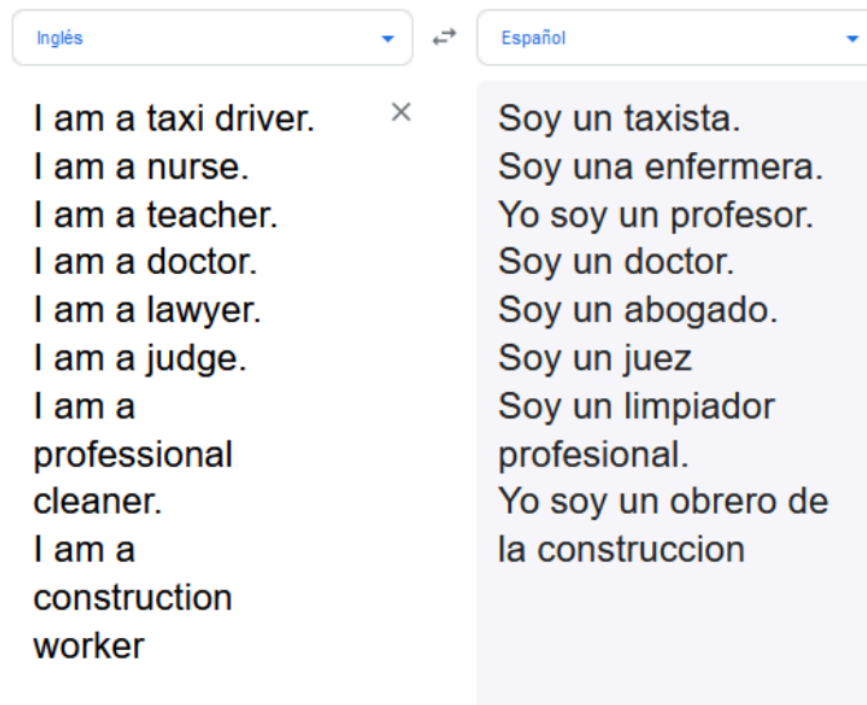 Inglés
Español
I am a taxi driver.
I am a nurse.
I am a teacher.
I am a doctor.
I am a lawyer.
I am a judge.
I am a
professional
cleaner.
I am a
construction
worker
Soy un taxista.
Soy una enfermera.
Yo soy un profesor.
Soy un doctor.
Soy un abogado.
Soy un juez
Soy un limpiador
profesional.
Yo soy un obrero de
la construccion